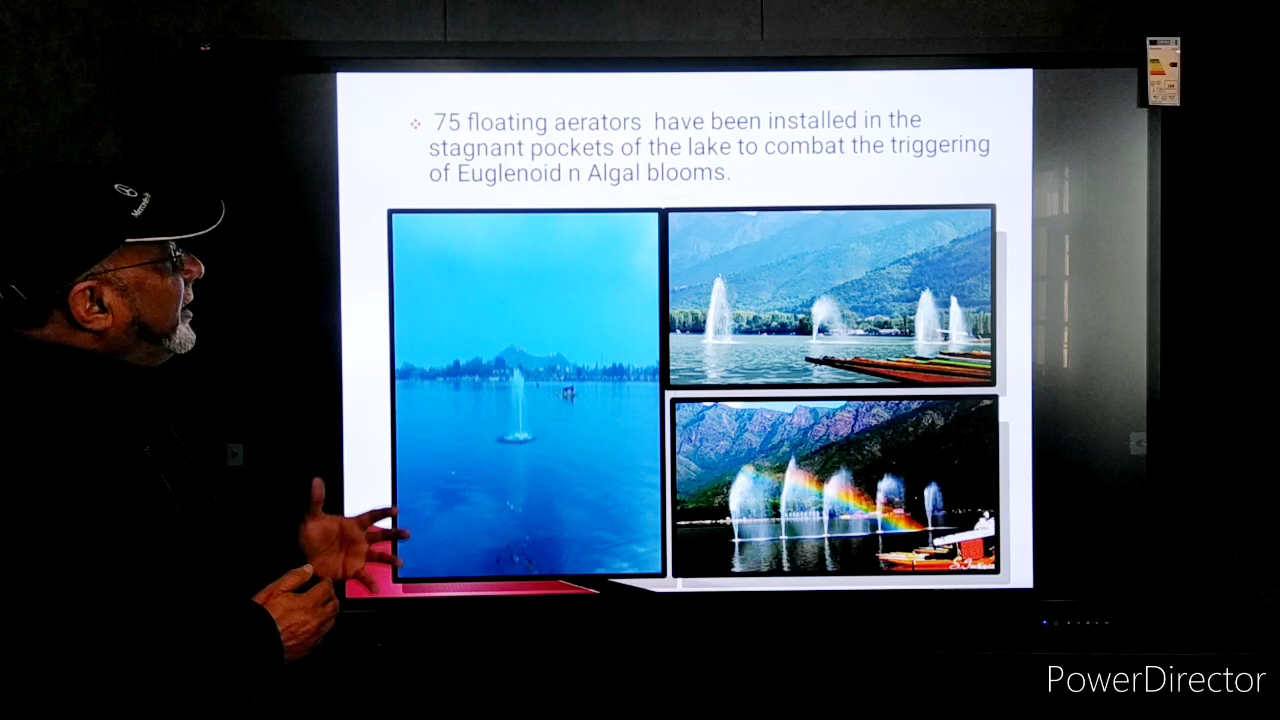 75 floating aerators have been installed in the
stagnant pockets of the lake to combat the triggering
of Euglenoid n Algal blooms.
PowerDirector